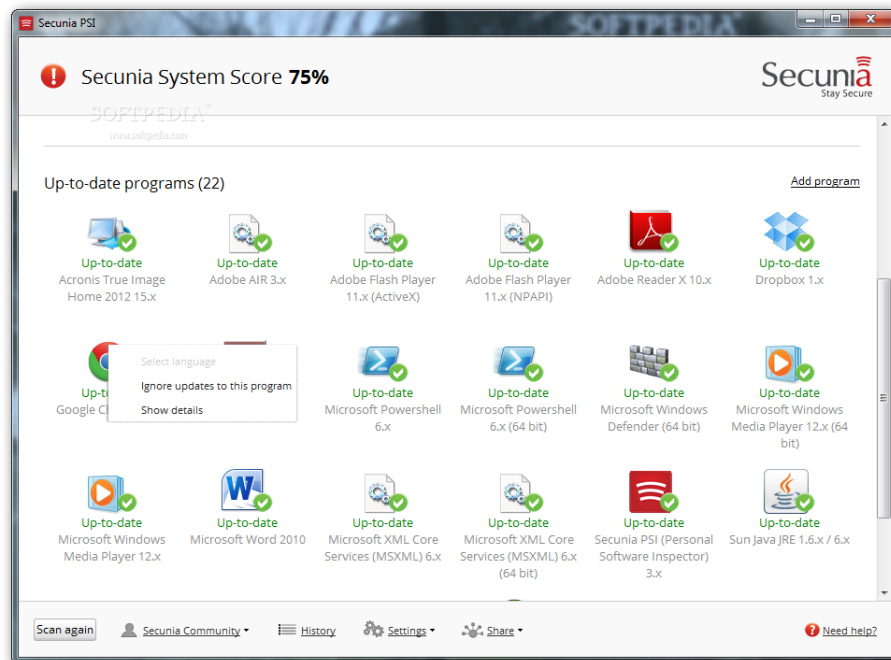 Secunia PSI
SOFTPEDIA
Secunia System Score 75%
Secunia
Stay Secure
SOFTPEDIA™
www.softpedia.com
Up-to-date programs (22)
Add program
Up-to-date
Up-to-date
Up-to-date
Up-to-date
Up-to-date
Up-to-date
Acronis True Image
Home 2012 15.x
Adobe AIR 3.x
Adobe Flash Player
11.x (ActiveX)
Adobe Flash Player
11.x (NPAPI)
Adobe Reader X 10.x
Dropbox 1.x
Select language
Ignore updates to this program
Show details
Google
Up-to-date
Up-to-date
Up-to-date
Up-to-date
Microsoft Powershell
6.x
Microsoft Powershell
6.x (64 bit)
Microsoft Windows
Defender (64 bit)
Microsoft Windows
Media Player 12.x (64
bit)
Up-to-date
Up-to-date
Up-to-date
Up-to-date
Up-to-date
Up-to-date
Microsoft Windows
Media Player 12.x
Microsoft Word 2010
Microsoft XML Core
Services (MSXML) 6.x
Microsoft XML Core
Services (MSXML) 6.x
(64 bit)
Secunia PSI (Personal
Software Inspector)
3.x
Sun Java JRE 1.6.x / 6.x
Scan again
Secunia Community
History
Settings
Share
Need help?